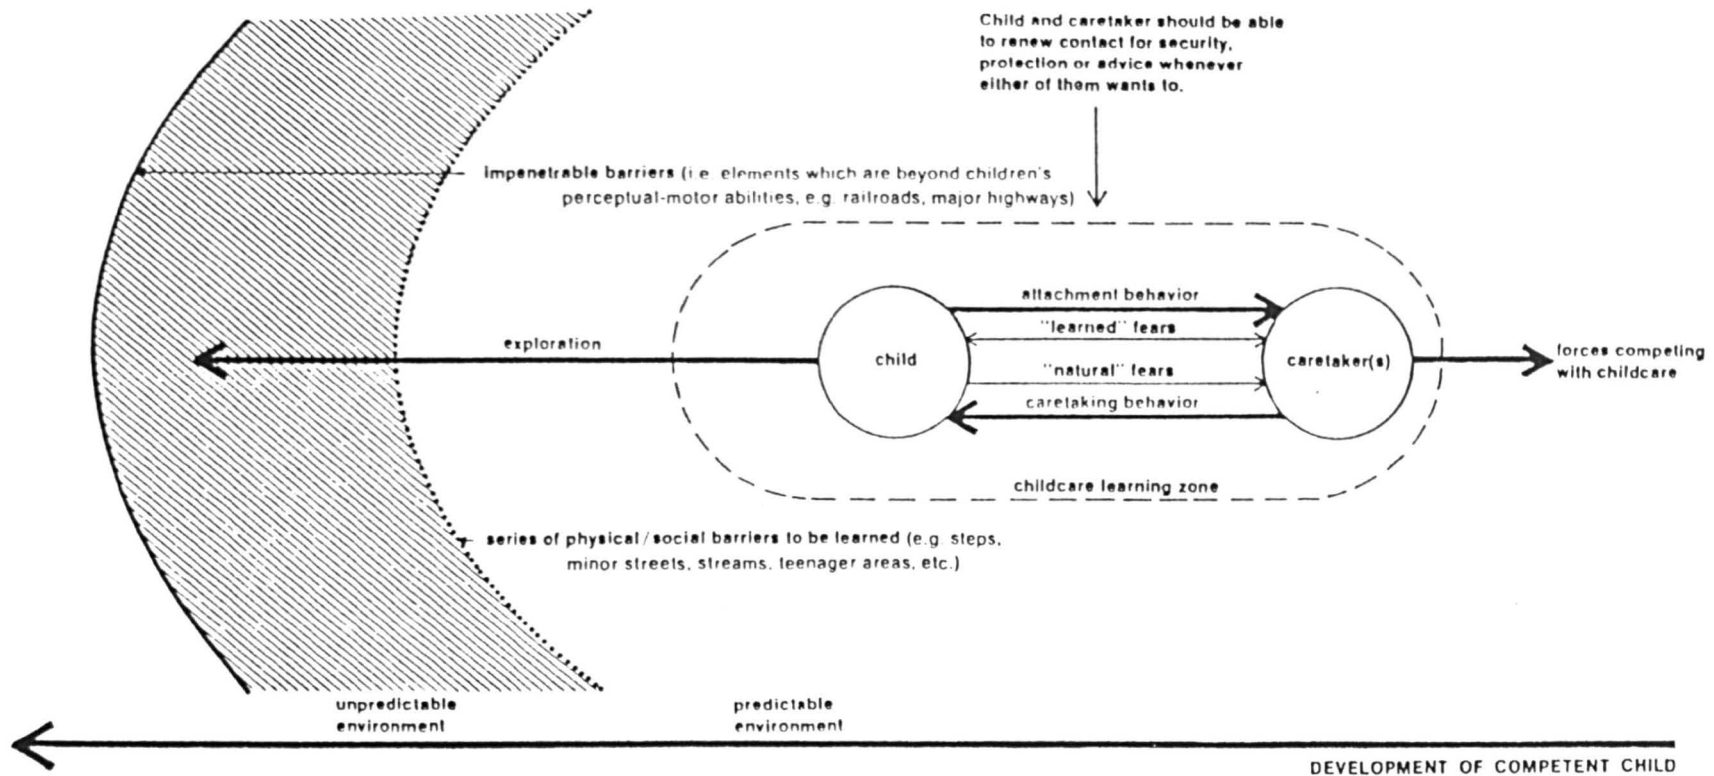 Child and caretaker should be able
to renew contact for security,
protection or advice whenever
either of them wants to.
impenetrable barriers (i.e. elements which are beyond children's
perceptual-motor abilities, e.g. railroads, major highways)
attachment behavior
"learned" fears
exploration
child
caretaker(s)
forces competing
with childcare
"natural" fears
caretaking behavior
childcare learning zone
series of physical/social barriers to be learned (e.g. steps,
minor streets, streams, teenager areas, etc.)
unpredictable
environment
predictable
environment
DEVELOPMENT OF COMPETENT CHILD